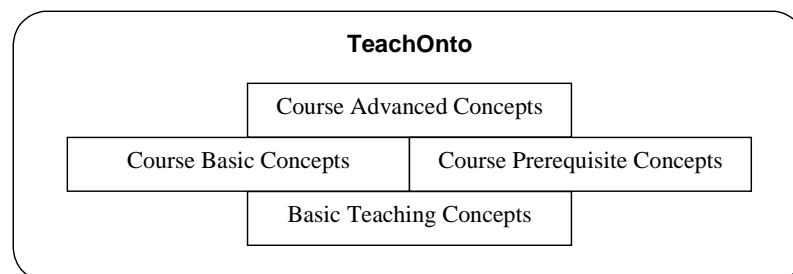 TeachOnto
Course Advanced Concepts
Course Basic Concepts Course Prerequisite Concepts
Basic Teaching Concepts